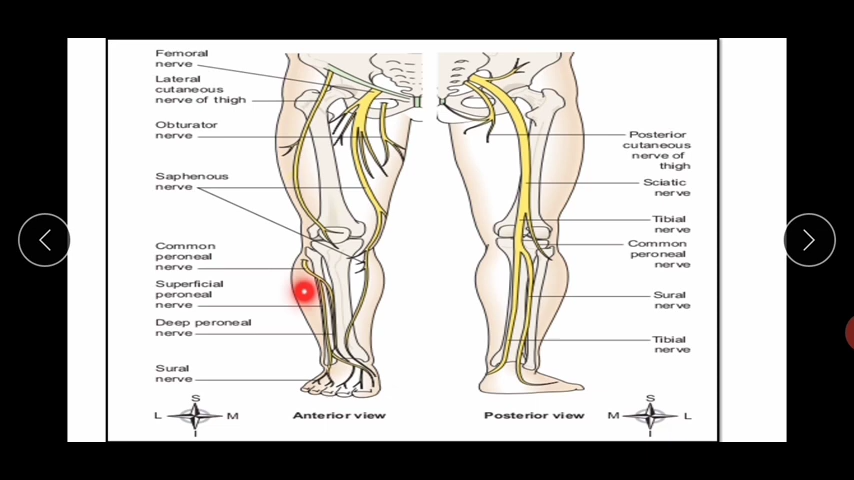 Femoral
nerve
Lateral
cutaneous
nerve of thigh
Obturator
nerve
Saphenous
nerve
Common
peroneal
nerve
Superficial
peroneal
nerve
Deep peroneal
nerve
Sural
nerve
S
L M
I
Anterior view
Posterior
cutaneous
nerve of
thigh
Sciatic
nerve
Tibial
nerve
Common
peroneal
nerve
Sural
nerve
Tibial
nerve
Posterior view
S
M L
I